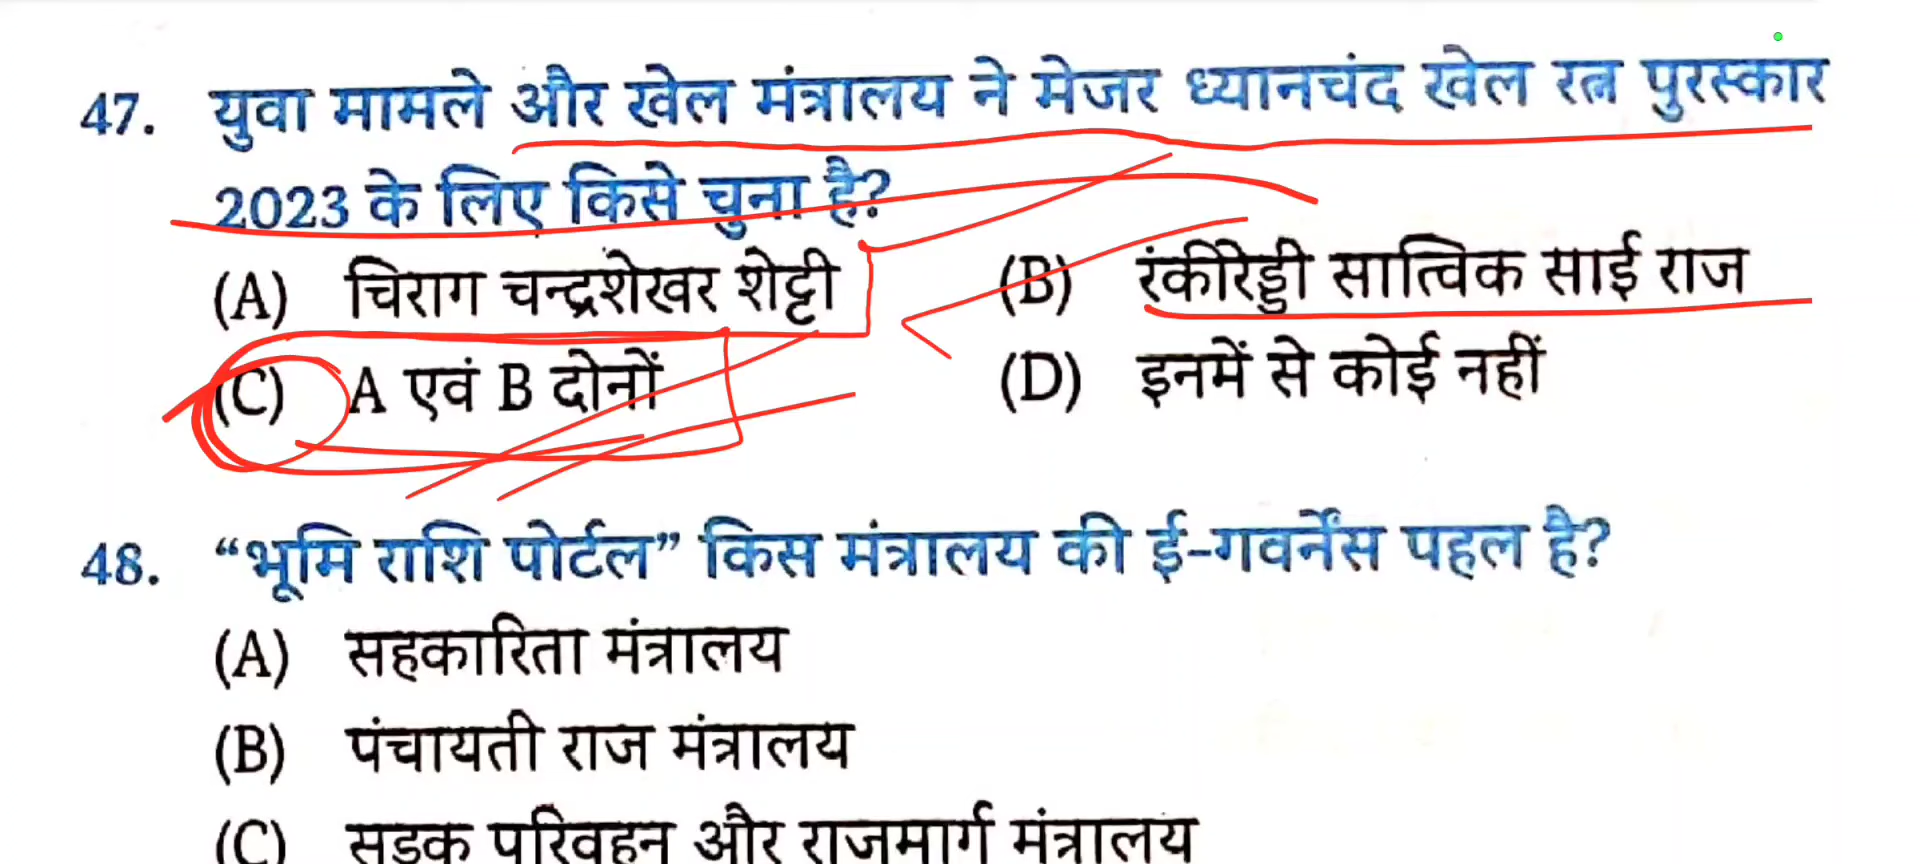 47. युवा मामले और खेल मंत्रालय ने मेजर ध्यानचंद खेल रत्न पुरस्कार
2023 के लिए किसे चुना है?
(A) चिराग चन्द्रशेखर शेट्टी (B) रंकीरेड्डी सात्विक साई राज
(C) A एवं B दोनों (D) इनमें से कोई नहीं
48. “भूमि राशि पोर्टल” किस मंत्रालय की ई-गवर्नेंस पहल है?
(A) सहकारिता मंत्रालय
(B) पंचायती राज मंत्रालय
(C) सड़क परिवहन और राजमार्ग मंत्रालय